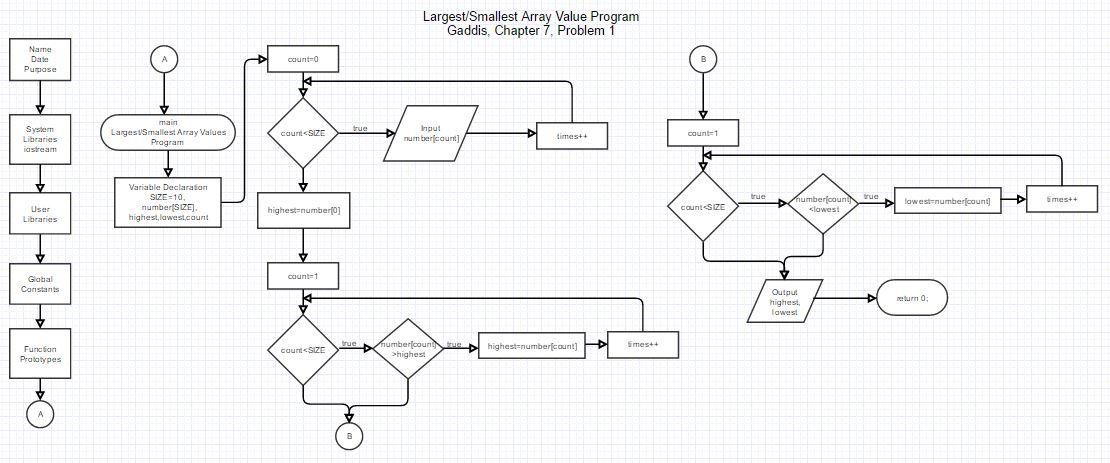 Largest/Smallest Array Value Program
Gaddis, Chapter 7, Problem 1
Name
Date
Purpose
System
Libraries
iostream
User
Libraries
Global
Constants
Function
Prototypes
A
A
main
Largest/Smallest Array Values
Program
Variable Declaration
SIZE=10,
number[SIZE],
highest,lowest,count
count=0
count<SIZE
true
Input
number[count]
times++
highest=number[0]
count=1
count<SIZE
true
number[count]
>highest
true
highest=number[count]
times++
B
B
count=1
count<SIZE
true
number[count]
<lowest
true
lowest=number[count]
times++
Output
highest,
lowest
return 0;